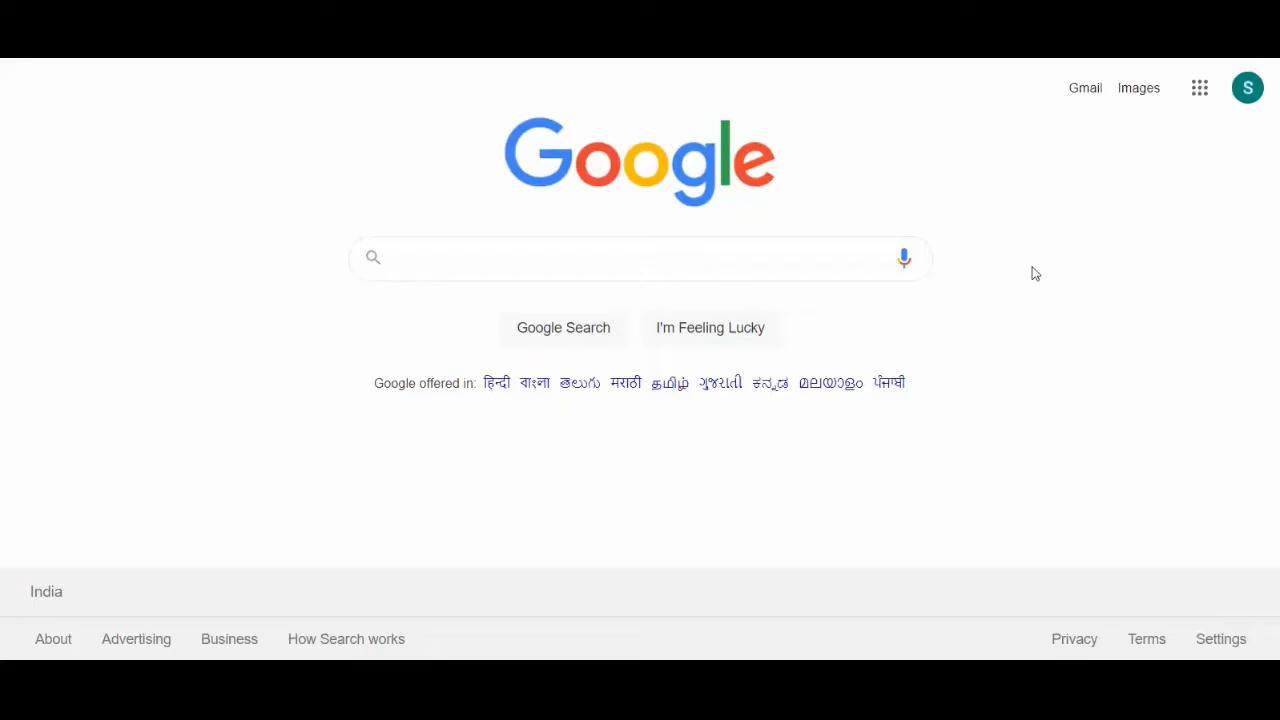 Gmail Images S
Google
Google Search I'm Feeling Lucky
Google offered in: हिन्दी বাংলা తెలుగు मराठी தமிழ் ગુજરાતી ಕನ್ನಡ മലയാളം ਪੰਜਾਬੀ
India
About Advertising Business How Search works Privacy Terms Settings